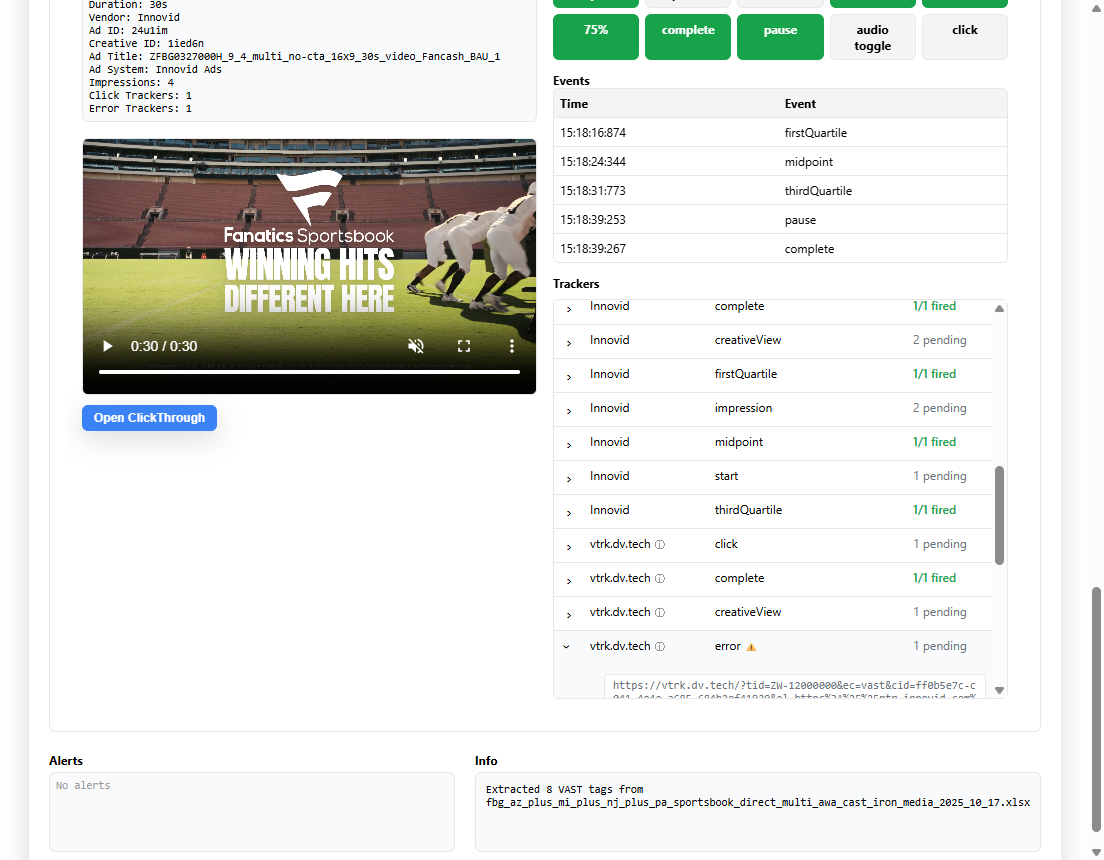 Duration: 30s
Vendor: Innovid
Ad ID: 24u1im
Creative ID: 1ied6n
Ad Title: ZFBG0327000H_9_4_multi_no-cta_16x9_30s_video_Fancash_BAU_1
Ad System: Innovid Ads
Impressions: 4
Click Trackers: 1
Error Trackers: 1
Fanatics Sportsbook
WINNING HITS
DIFFERENT HERE
0:30 / 0:30
Open ClickThrough
75%
complete
pause
audio
toggle
click
Events
Time Event
15:18:16:874 firstQuartile
15:18:24:344 midpoint
15:18:31:773 thirdQuartile
15:18:39:253 pause
15:18:39:267 complete
Trackers
Innovid complete 1/1 fired
Innovid creativeView 2 pending
Innovid firstQuartile 1/1 fired
Innovid impression 2 pending
Innovid midpoint 1/1 fired
Innovid start 1 pending
Innovid thirdQuartile 1/1 fired
vtrk.dv.tech click 1 pending
vtrk.dv.tech complete 1/1 fired
vtrk.dv.tech creativeView 1 pending
vtrk.dv.tech error 1 pending
https://vtrk.dv.tech/?tid=ZW-12000000&ec=vast&cid=ff0b5e7c-c
Alerts
No alerts
Info
Extracted 8 VAST tags from
fbg_az_plus_mi_plus_nj_plus_pa_sportsbook_direct_multi_awa_cast_iron_media_2025_10_17.xlsx